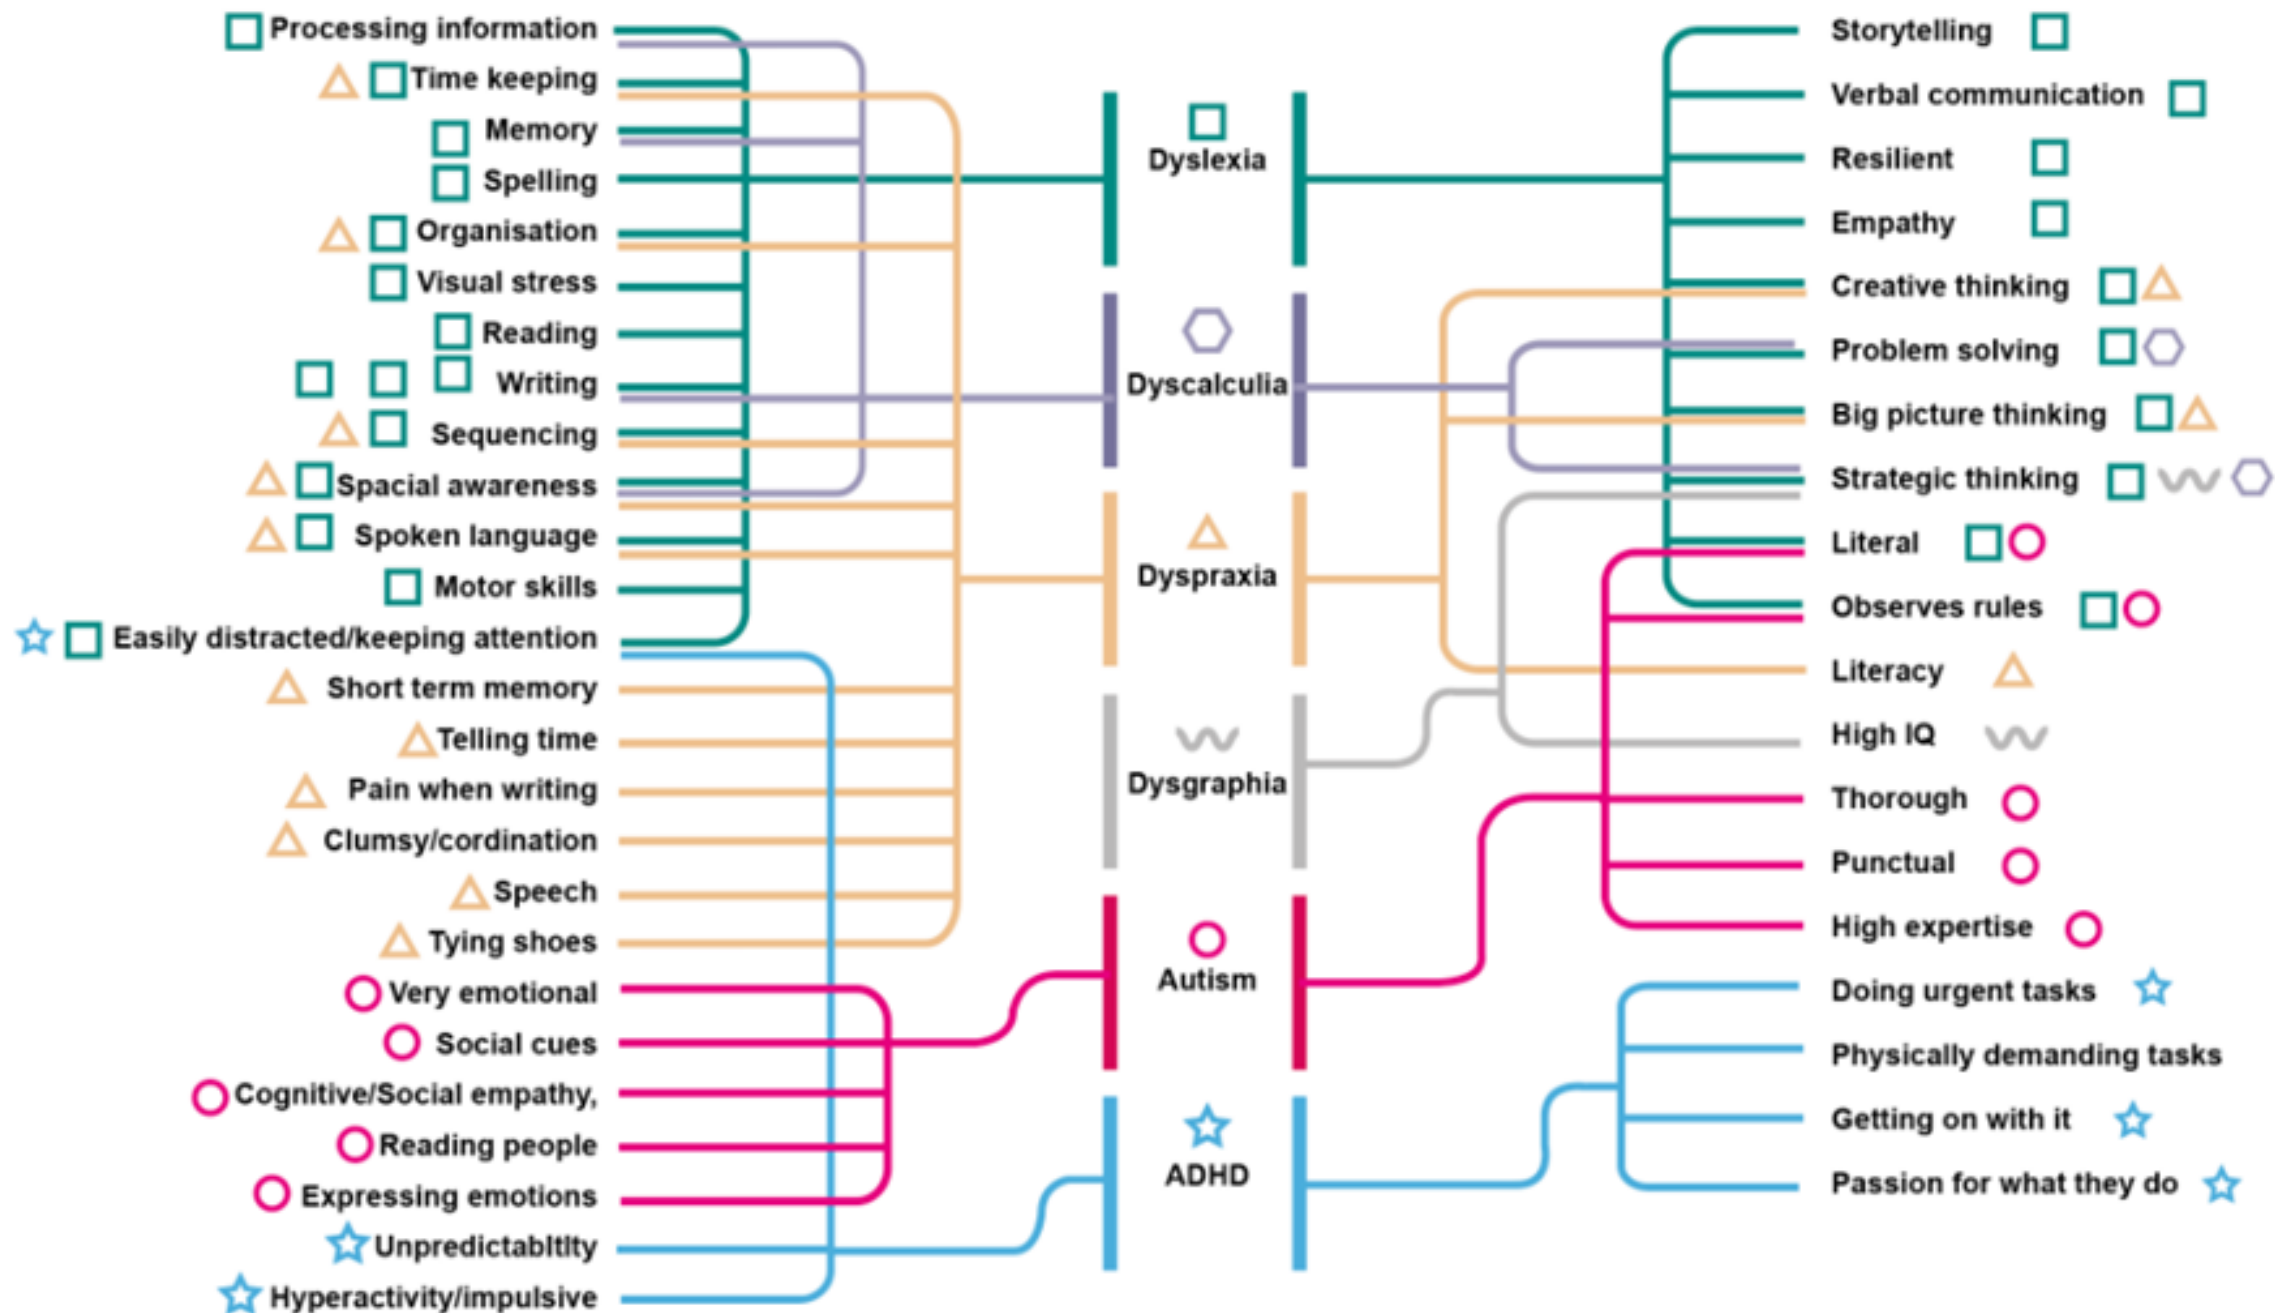 Processing information
Time keeping
Memory
Spelling
Organisation
Visual stress
Reading
Writing
Sequencing
Spacial awareness
Spoken language
Motor skills
Easily distracted/keeping attention
Short term memory
Telling time
Pain when writing
Clumsy/cordination
Speech
Tying shoes
Very emotional
Social cues
Cognitive/Social empathy,
Reading people
Expressing emotions
Unpredictabltlty
Hyperactivity/impulsive
Dyslexia
Dyscalculia
Dyspraxia
Dysgraphia
Autism
ADHD
Storytelling
Verbal communication
Resilient
Empathy
Creative thinking
Problem solving
Big picture thinking
Strategic thinking
Literal
Observes rules
Literacy
High IQ
Thorough
Punctual
High expertise
Doing urgent tasks
Physically demanding tasks
Getting on with it
Passion for what they do